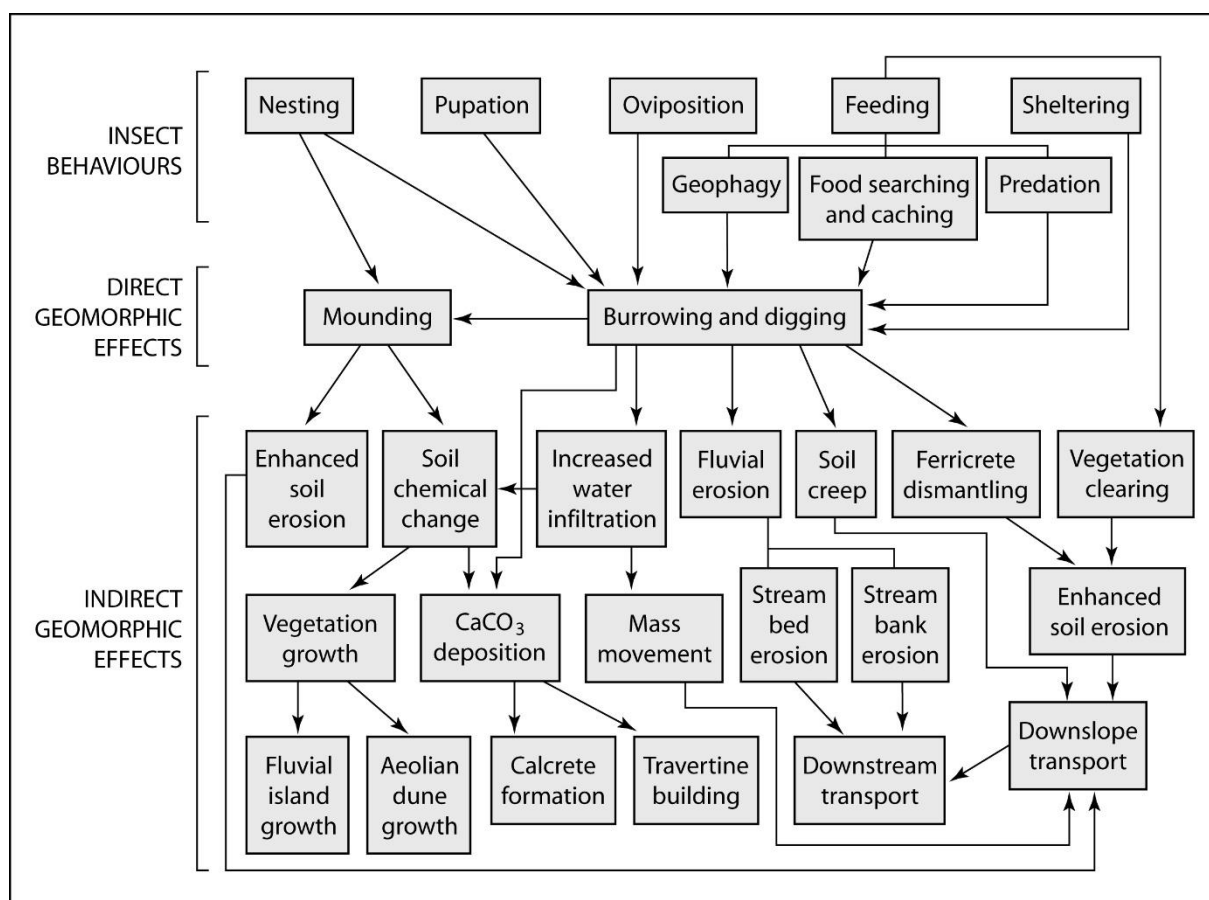 INSECT
BEHAVIOURS
Nesting
Pupation
Oviposition
Feeding
Sheltering
Geophagy
Food searching
and caching
Predation
DIRECT
GEOMORPHIC
EFFECTS
Mounding
Burrowing and digging
INDIRECT
GEOMORPHIC
EFFECTS
Enhanced
soil
erosion
Soil
chemical
change
Increased
water
infiltration
Fluvial
erosion
Soil
creep
Ferricrete
dismantling
Vegetation
clearing
Vegetation
growth
CaCO₃
deposition
Mass
movement
Stream
bed
erosion
Stream
bank
erosion
Enhanced
soil erosion
Fluvial
island
growth
Aeolian
dune
growth
Calcrete
formation
Travertine
building
Downstream
transport
Downslope
transport